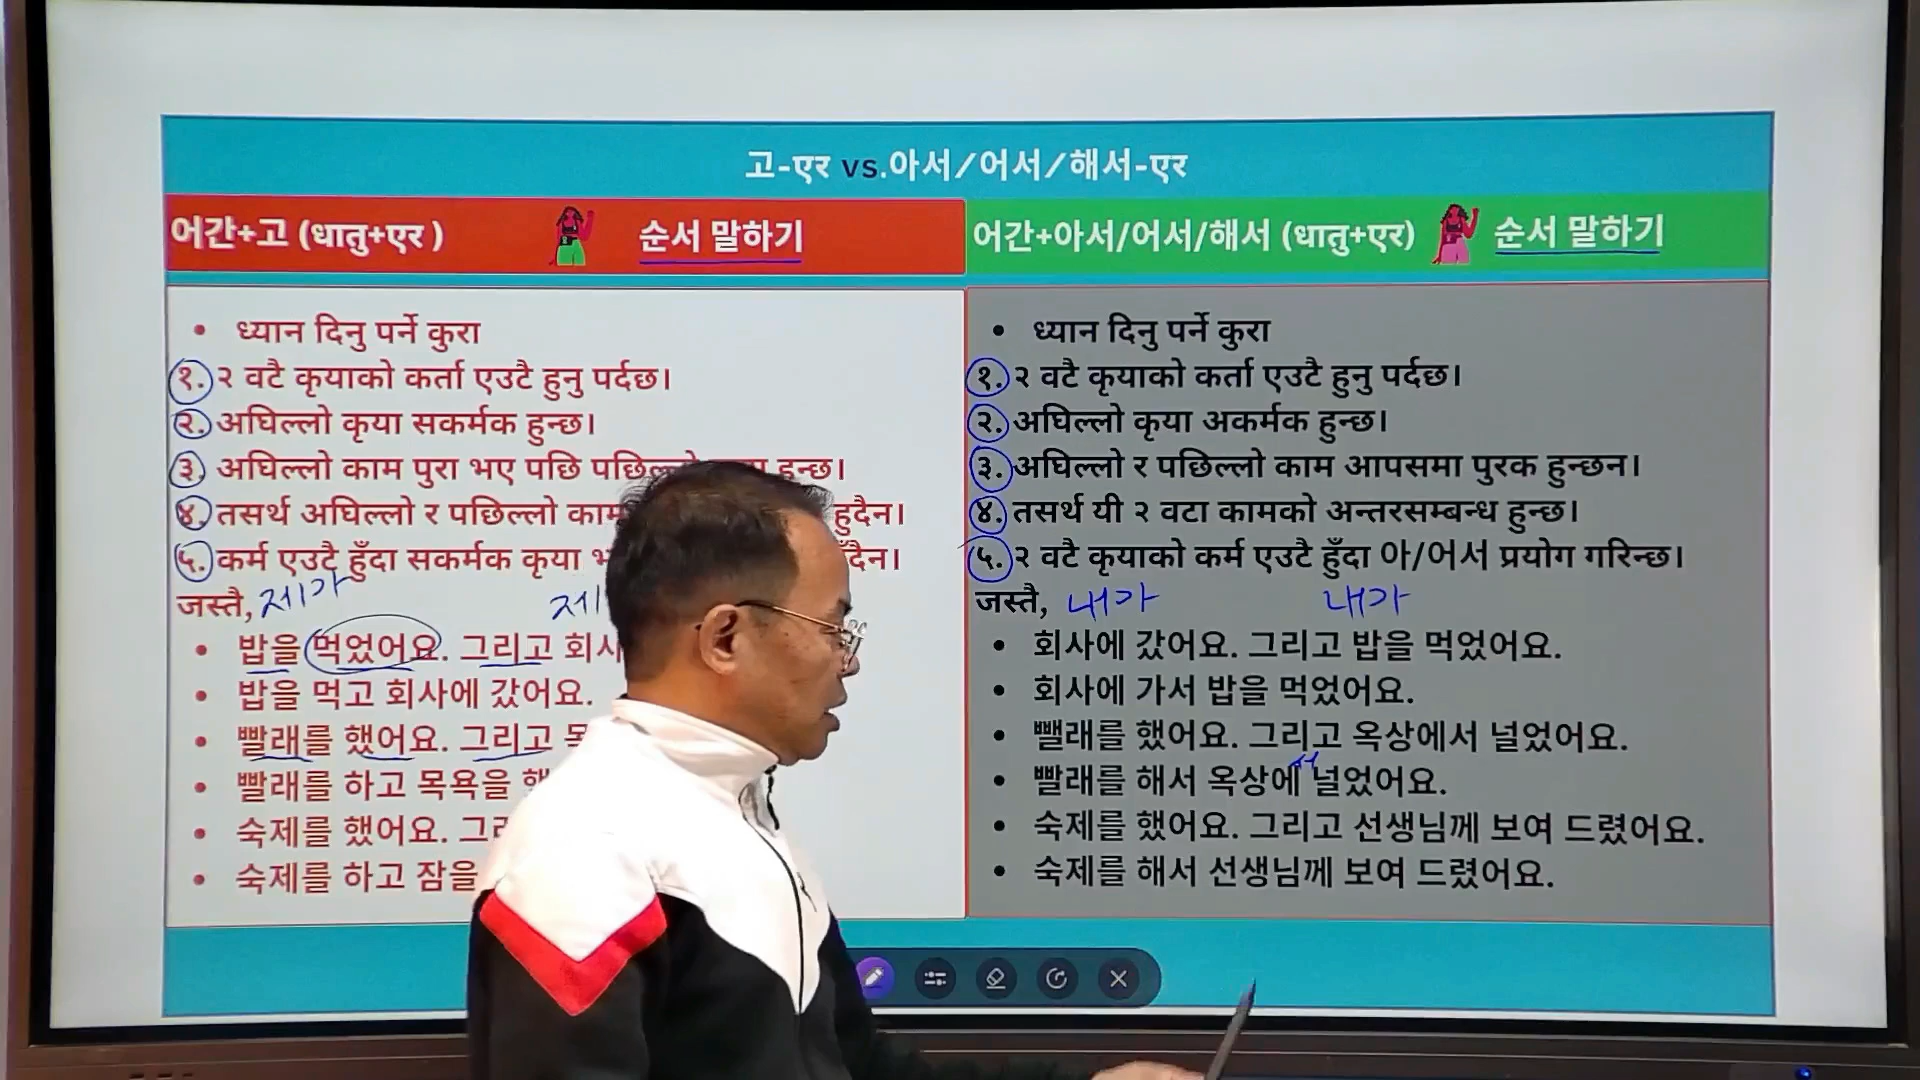 고-एर vs.아서/어서/해서-एर
어간+고 (धातु+एर ) 순서 말하기
ध्यान दिनु पर्ने कुरा
१. २ वटै कृयाको कर्ता एउटै हुनु पर्दछ।
२. अघिल्लो कृया सकर्मक हुन्छ।
३. अघिल्लो काम पुरा भए पछि हुन्छ।
४. तसर्थ अघिल्लो र पछिल्लो काम हुदैन।
५. कर्म एउटै हुँदा सकर्मक कृया
जस्तै, 제가 제
밥을 먹었어요. 그리고 회사
밥을 먹고 회사에 갔어요.
빨래를 했어요. 그리고
빨래를 하고 목욕을
숙제를 했어요.
숙제를 하고 잠을
어간+아서/어서/해서 (धातु+एर) 순서 말하기
ध्यान दिनु पर्ने कुरा
१. २ वटै कृयाको कर्ता एउटै हुनु पर्दछ।
२. अघिल्लो कृया अकर्मक हुन्छ।
३. अघिल्लो र पछिल्लो काम आपसमा पुरक हुन्छन।
४. तसर्थ यी २ वटा कामको अन्तरसम्बन्ध हुन्छ।
५. २ वटै कृयाको कर्म एउटै हुँदा 아/어서 प्रयोग गरिन्छ।
जस्तै, 내가 내가
회사에 갔어요. 그리고 밥을 먹었어요.
회사에 가서 밥을 먹었어요.
뺄래를 했어요. 그리고 옥상에서 널었어요.
서
빨래를 해서 옥상에 널었어요.
숙제를 했어요. 그리고 선생님께 보여 드렸어요.
숙제를 해서 선생님께 보여 드렸어요.